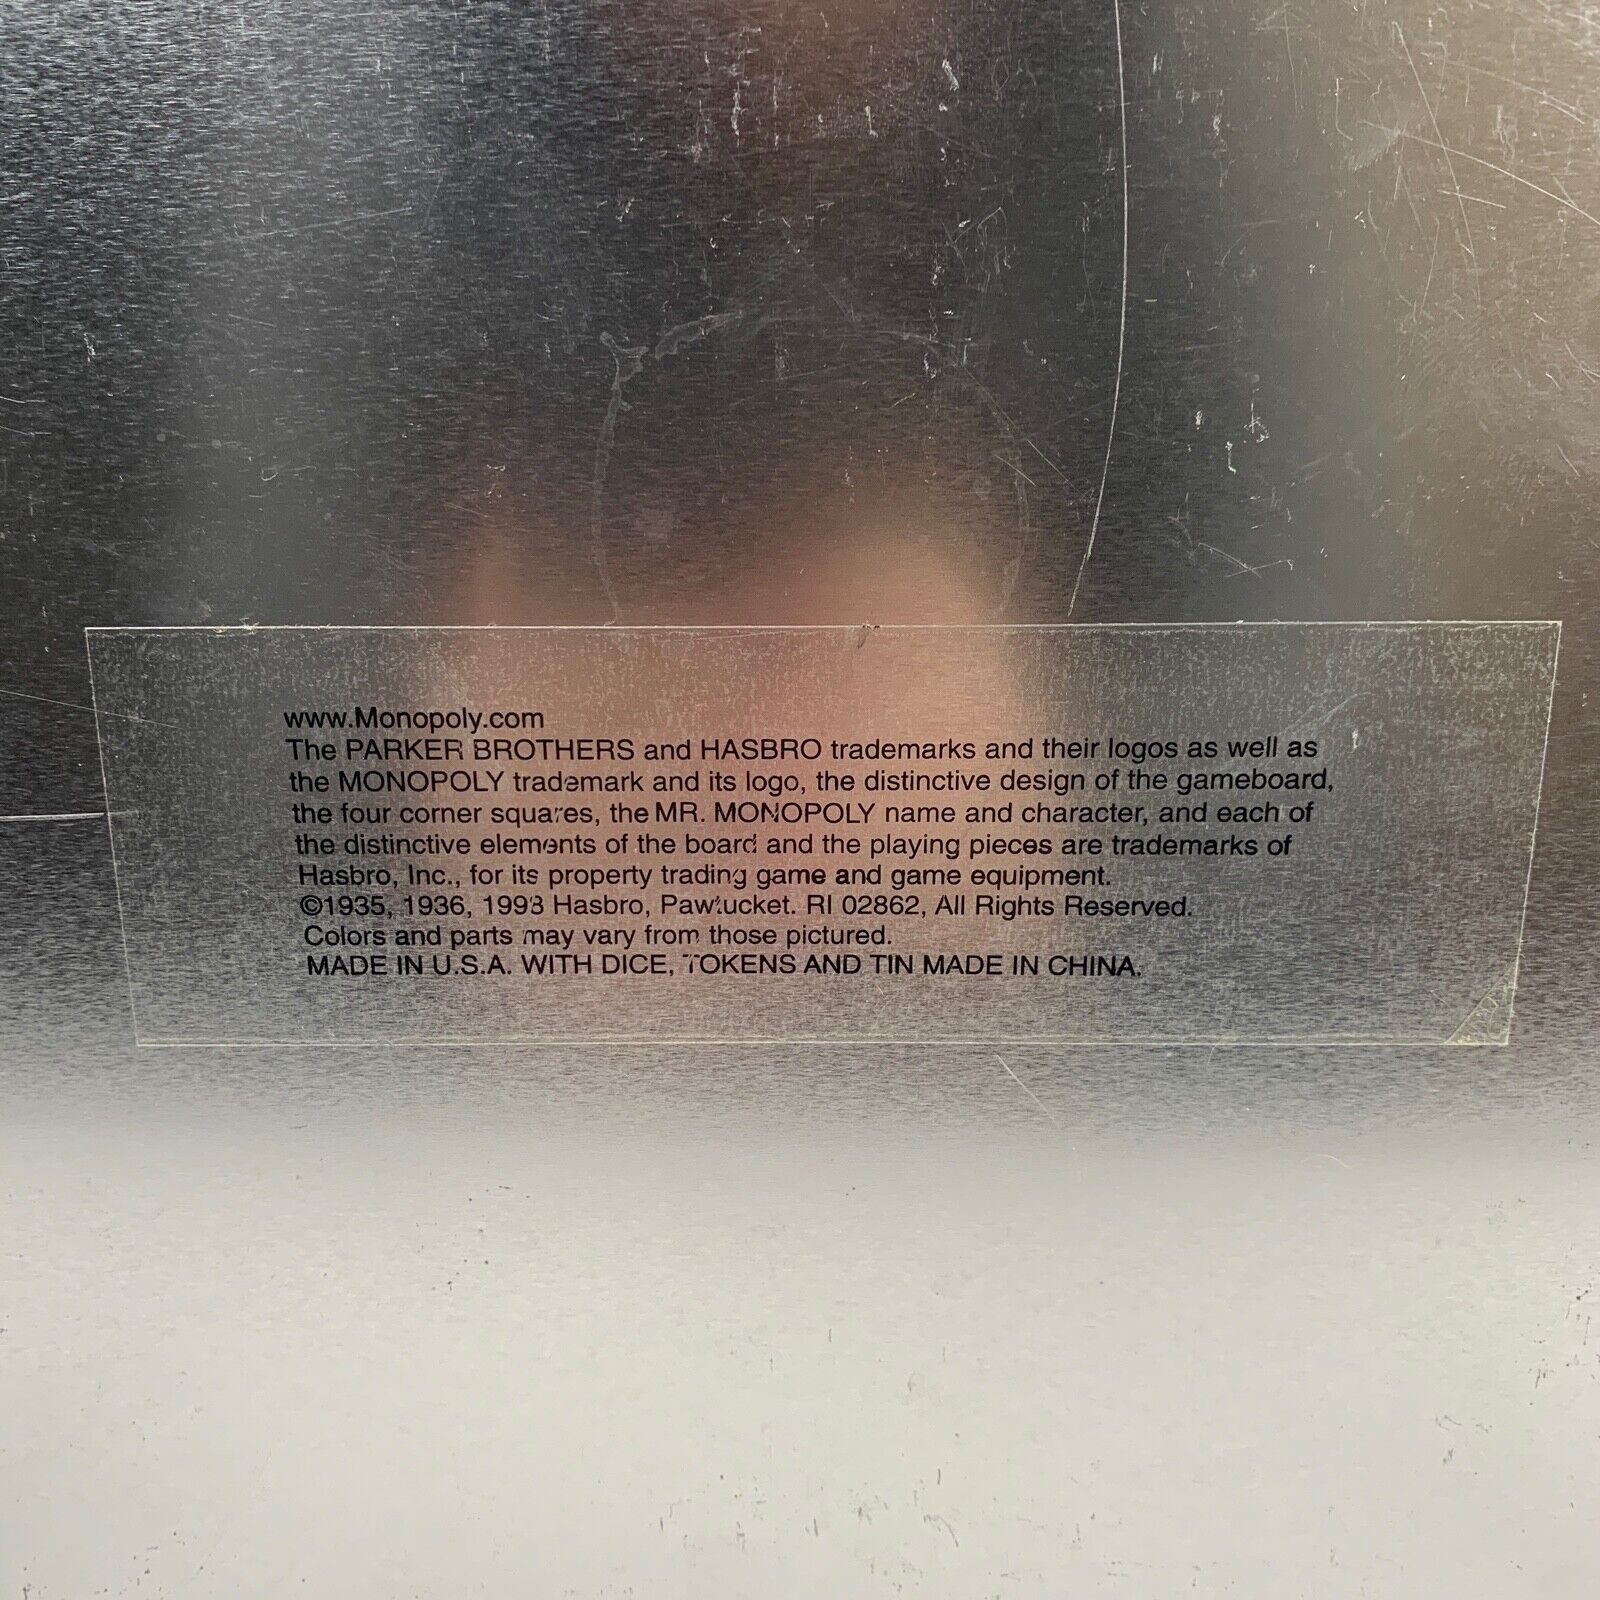 www.Monopoly.com
The PARKER BROTHERS and HASBRO trademarks and their logos as well as
the MONOPOLY trademark and its logo, the distinctive design of the gameboard,
the four corner squares, the MR. MONOPOLY name and character, and each of
the distinctive elements of the board and the playing pieces are trademarks of
Hasbro, Inc., for its property trading game and game equipment.
©1935, 1936, 1998 Hasbro, Pawtucket. RI 02862, All Rights Reserved.
Colors and parts may vary from those pictured.
MADE IN U.S.A. WITH DICE, TOKENS AND TIN MADE IN CHINA.